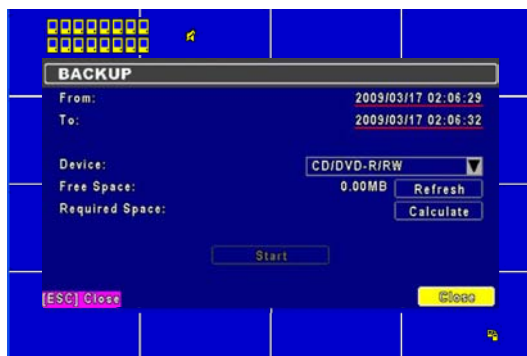 BACKUP
From: 2009/03/17 02:06:29
To: 2009/03/17 02:06:32
Device: CD/DVD-R/RW
Free Space: 0.00MB Refresh
Required Space: Calculate
Start
[ESC] Close Close